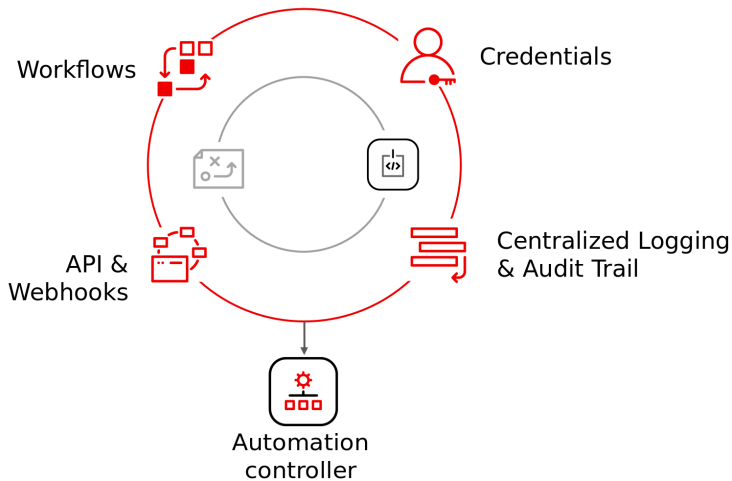 Workflows
Credentials
API &
Webhooks
Centralized Logging
& Audit Trail
Automation
controller